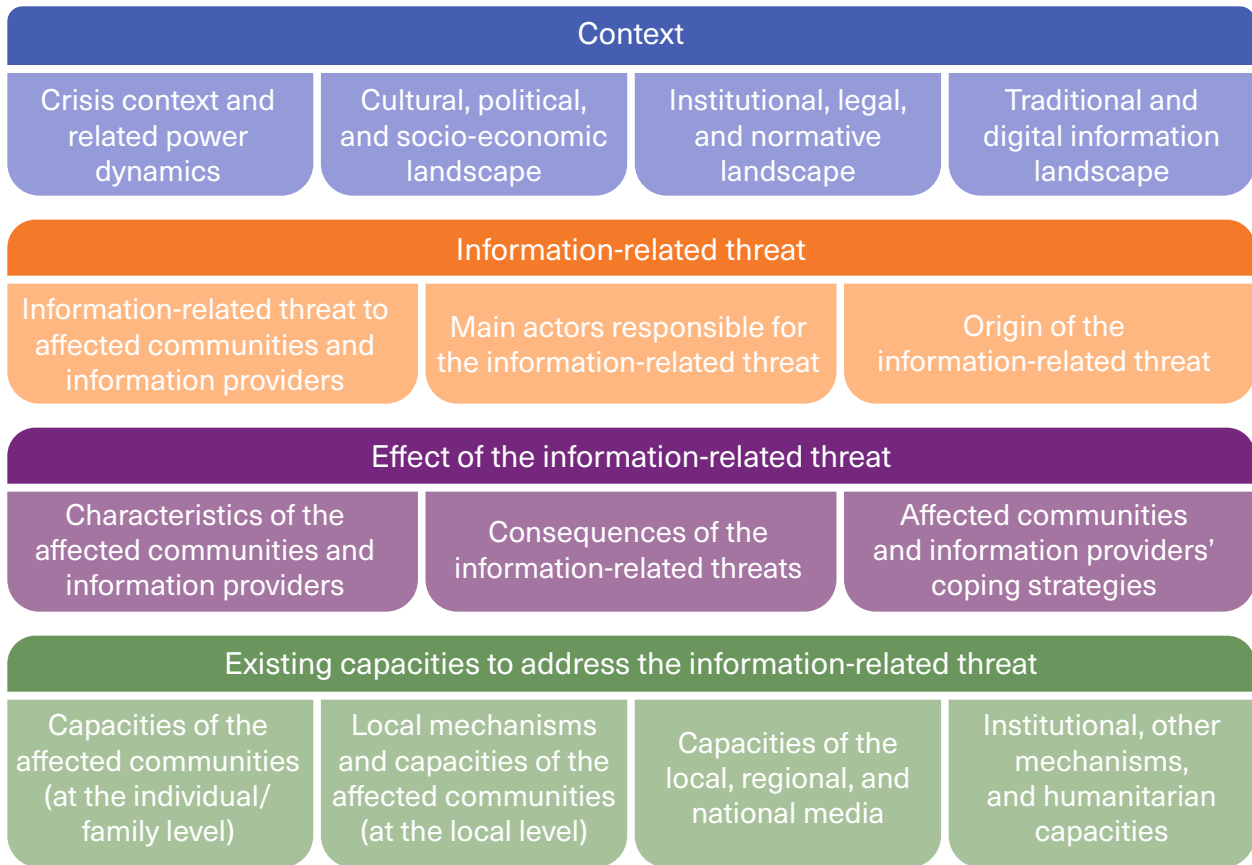 Context
Crisis context and
related power
dynamics
Cultural, political,
and socio-economic
landscape
Institutional, legal,
and normative
landscape
Traditional and
digital information
landscape
Information-related threat
Information-related threat to
affected communities and
information providers
Main actors responsible for
the information-related threat
Origin of the
information-related threat
Effect of the information-related threat
Characteristics of the
affected communities and
information providers
Consequences of the
information-related threats
Affected communities
and information providers’
coping strategies
Existing capacities to address the information-related threat
Capacities of the
affected communities
(at the individual/
family level)
Local mechanisms
and capacities of the
affected communities
(at the local level)
Capacities of the
local, regional, and
national media
Institutional, other
mechanisms,
and humanitarian
capacities